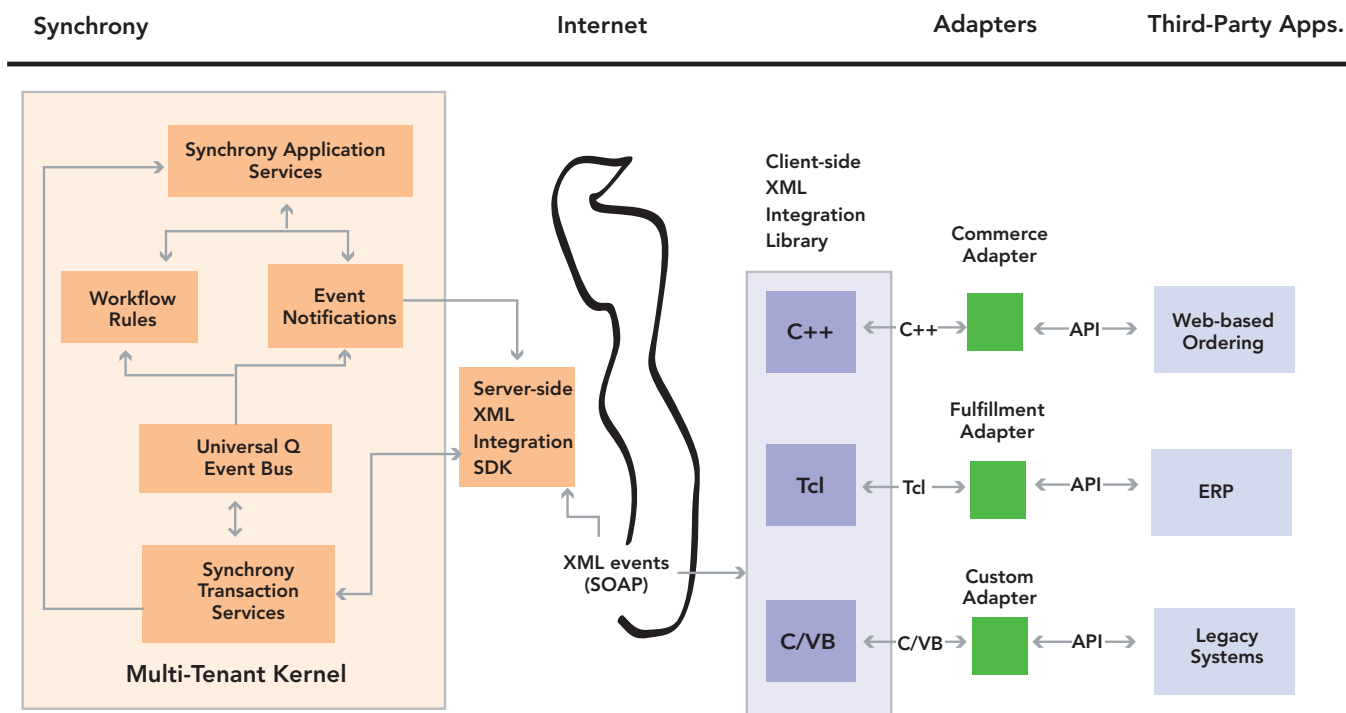 Synchrony
Internet
Adapters
Third-Party Apps.
Synchrony Application
Services
Workflow
Rules
Event
Notifications
Universal Q
Event Bus
Synchrony
Transaction
Services
Multi-Tenant Kernel
Server-side
XML
Integration
SDK
XML events
(SOAP)
Client-side
XML
Integration
Library
C++
C++
Commerce
Adapter
API
Web-based
Ordering
Tcl
Tcl
Fulfillment
Adapter
API
ERP
C/VB
C/VB
Custom
Adapter
API
Legacy
Systems